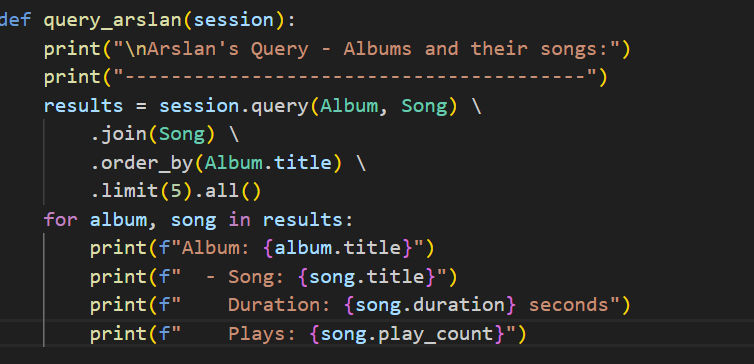 def query_arslan(session):
    print("\nArslan's Query - Albums and their songs:")
    print("----------------------------------------")
    results = session.query(Album, Song) \
        .join(Song) \
        .order_by(Album.title) \
        .limit(5).all()
    for album, song in results:
        print(f"Album: {album.title}")
        print(f"  - Song: {song.title}")
        print(f"    Duration: {song.duration} seconds")
        print(f"    Plays: {song.play_count}")